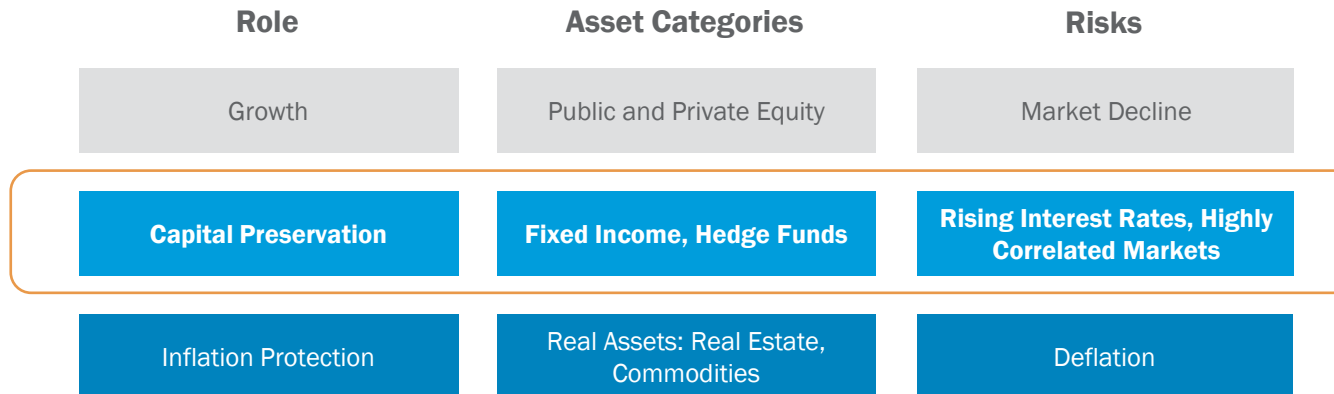 Role
Asset Categories
Risks
Growth
Public and Private Equity
Market Decline
Capital Preservation
Fixed Income, Hedge Funds
Rising Interest Rates, Highly
Correlated Markets
Inflation Protection
Real Assets: Real Estate,
Commodities
Deflation